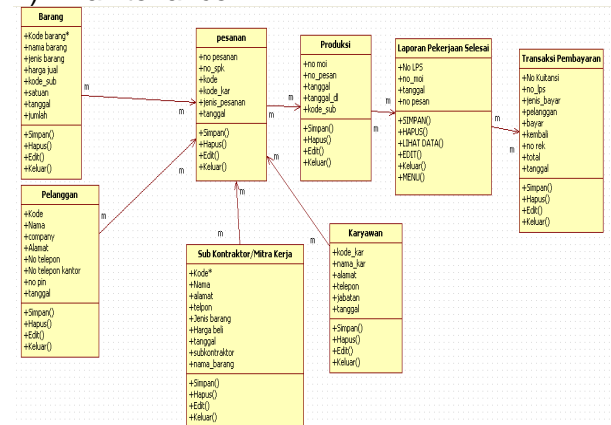 Barang
+Kode barang*
+nama barang
+jenis barang
+harga jual
+kode_sub
+satuan
+tanggal
+jumlah
+Simpan()
+Hapus()
+Edit()
+Keluar()
m
m
pesanan
+no pesanan
+no_spk
+kode
+kode_kar
+jenis_pesanan
+tanggal
+Simpan()
+Hapus()
+Edit()
+Keluar()
m
m
Produksi
+no moi
+no_pesan
+tanggal
+tanggal_dl
+kode_sub
+Simpan()
+Hapus()
+Edit()
+Keluar()
m
m
Laporan Pekerjaan Selesai
+No LPS
+no_moi
+tanggal
+no pesan
+SIMPAN()
+HAPUS()
+LIHAT DATA()
+EDIT()
+Keluar()
+MENU()
m
m
Transaksi Pembayaran
+No Kuitansi
+no_lps
+jenis_bayar
+pelanggan
+bayar
+kembali
+no rek
+total
+tanggal
+Simpan()
+Hapus()
+Edit()
+Keluar()
Pelanggan
+Kode
+Nama
+company
+Alamat
+No telepon
+No telepon kantor
+no pin
+tanggal
+Simpan()
+Hapus()
+Edit()
+Keluar()
m
m
Sub Kontraktor/Mitra Kerja
+Kode*
+Nama
+alamat
+telpon
+Jenis barang
+Harga beli
+tanggal
+subkontraktor
+nama_barang
+Simpan()
+Hapus()
+Edit()
+Keluar()
m
m
Karyawan
+kode_kar
+nama_kar
+alamat
+telepon
+jabatan
+tanggal
+Simpan()
+Hapus()
+Edit()
+Keluar()
m
m